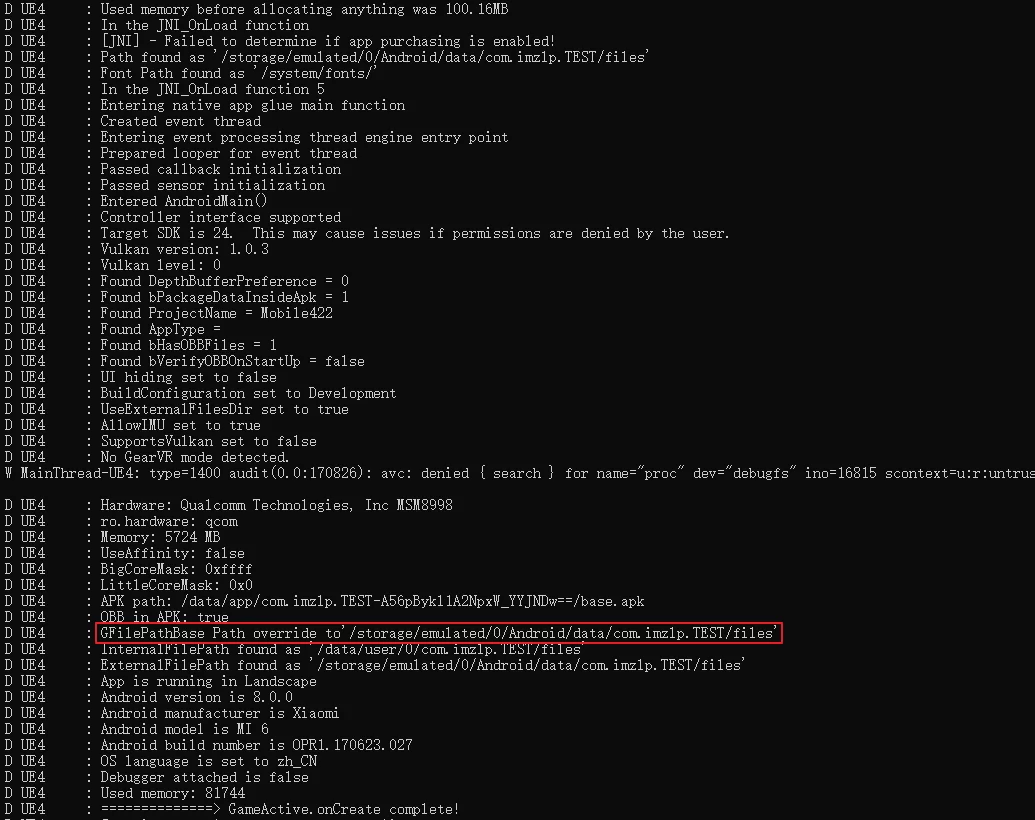 D UE4     : Used memory before allocating anything was 100.16MB
D UE4     : In the JNI_OnLoad function
D UE4     : [JNI] - Failed to determine if app purchasing is enabled!
D UE4     : Path found as '/storage/emulated/0/Android/data/com.imzlp.TEST/files'
D UE4     : Font Path found as '/system/fonts/'
D UE4     : In the JNI_OnLoad function 5
D UE4     : Entering native app glue main function
D UE4     : Created event thread
D UE4     : Entering event processing thread engine entry point
D UE4     : Prepared looper for event thread
D UE4     : Passed callback initialization
D UE4     : Passed sensor initialization
D UE4     : Entered AndroidMain()
D UE4     : Controller interface supported
D UE4     : Target SDK is 24.  This may cause issues if permissions are denied by the user.
D UE4     : Vulkan version: 1.0.3
D UE4     : Vulkan level: 0
D UE4     : Found DepthBufferPreference = 0
D UE4     : Found bPackageDataInsideApk = 1
D UE4     : Found ProjectName = Mobile422
D UE4     : Found AppType =
D UE4     : Found bHasOBBFiles = 1
D UE4     : Found bVerifyOBBOnStartUp = false
D UE4     : UI hiding set to false
D UE4     : BuildConfiguration set to Development
D UE4     : UseExternalFilesDir set to true
D UE4     : AllowIMU set to true
D UE4     : SupportsVulkan set to false
D UE4     : No GearVR mode detected.
W MainThread-UE4: type=1400 audit(0.0:170826): avc: denied { search } for name="proc" dev="debugfs" ino=16815 scontext=u:r:untrus
D UE4     : Hardware: Qualcomm Technologies, Inc MSM8998
D UE4     : ro.hardware: qcom
D UE4     : Memory: 5724 MB
D UE4     : UseAffinity: false
D UE4     : BigCoreMask: 0xffff
D UE4     : LittleCoreMask: 0x0
D UE4     : APK path: /data/app/com.imzlp.TEST-A56pBykl1A2NpxW_YYJNDw==/base.apk
D UE4     : OBB in APK: true
D UE4     : GFilePathBase Path override to'/storage/emulated/0/Android/data/com.imzlp.TEST/files'
D UE4     : InternalFilePath found as '/data/user/0/com.imzlp.TEST/files'
D UE4     : ExternalFilePath found as '/storage/emulated/0/Android/data/com.imzlp.TEST/files'
D UE4     : App is running in Landscape
D UE4     : Android version is 8.0.0
D UE4     : Android manufacturer is Xiaomi
D UE4     : Android model is MI 6
D UE4     : Android build number is OPR1.170623.027
D UE4     : OS language is set to zh_CN
D UE4     : Debugger attached is false
D UE4     : Used memory: 81744
D UE4     : ==============> GameActive.onCreate complete!